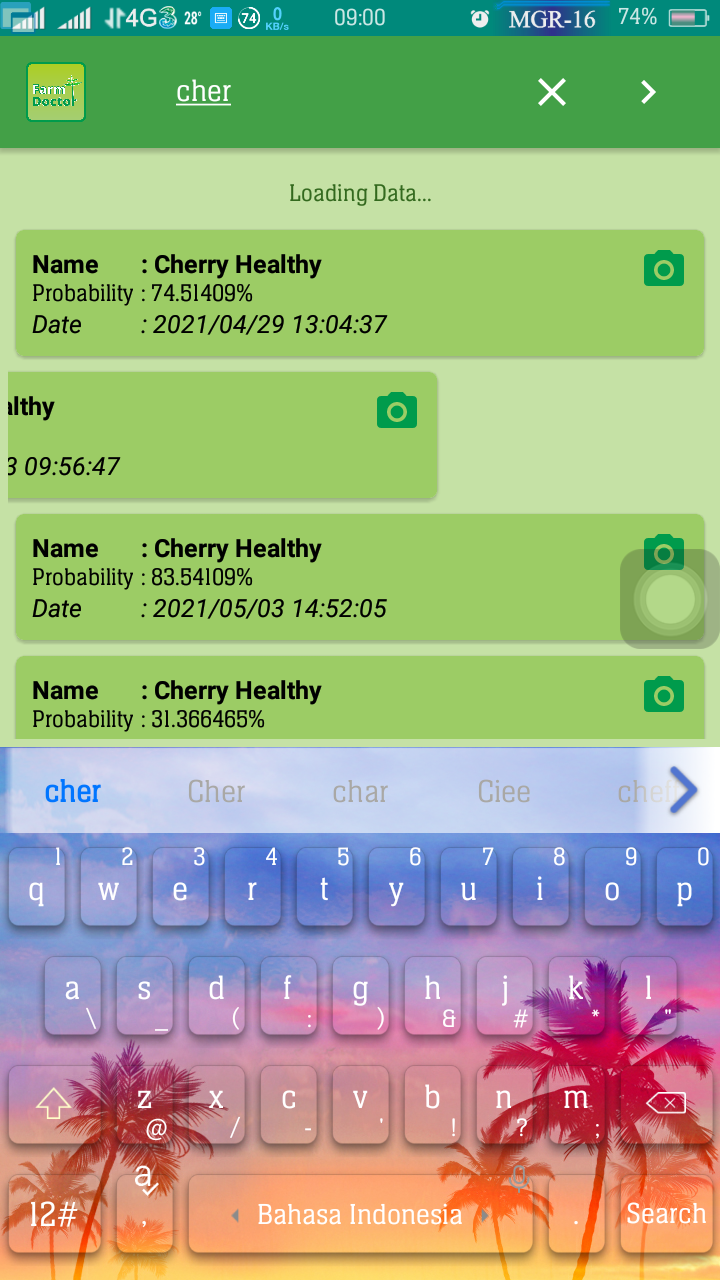 4G 28° 74 0 KB/s 09:00 MGR-16 74%
Farm Doctor cher
Loading Data...
Name : Cherry Healthy
Probability : 74.51409%
Date : 2021/04/29 13:04:37
althy
3 09:56:47
Name : Cherry Healthy
Probability : 83.54109%
Date : 2021/05/03 14:52:05
Name : Cherry Healthy
Probability : 31.366465%
cher Cher char Ciee chef
1 2 3 4 5 6 7 8 9 0
q w e r t y u i o p
a s d f g h j k l
\ _ ( : ) & # * "
z x c v b n m
@ / - ' ! ? ;
12# a , Bahasa Indonesia . Search